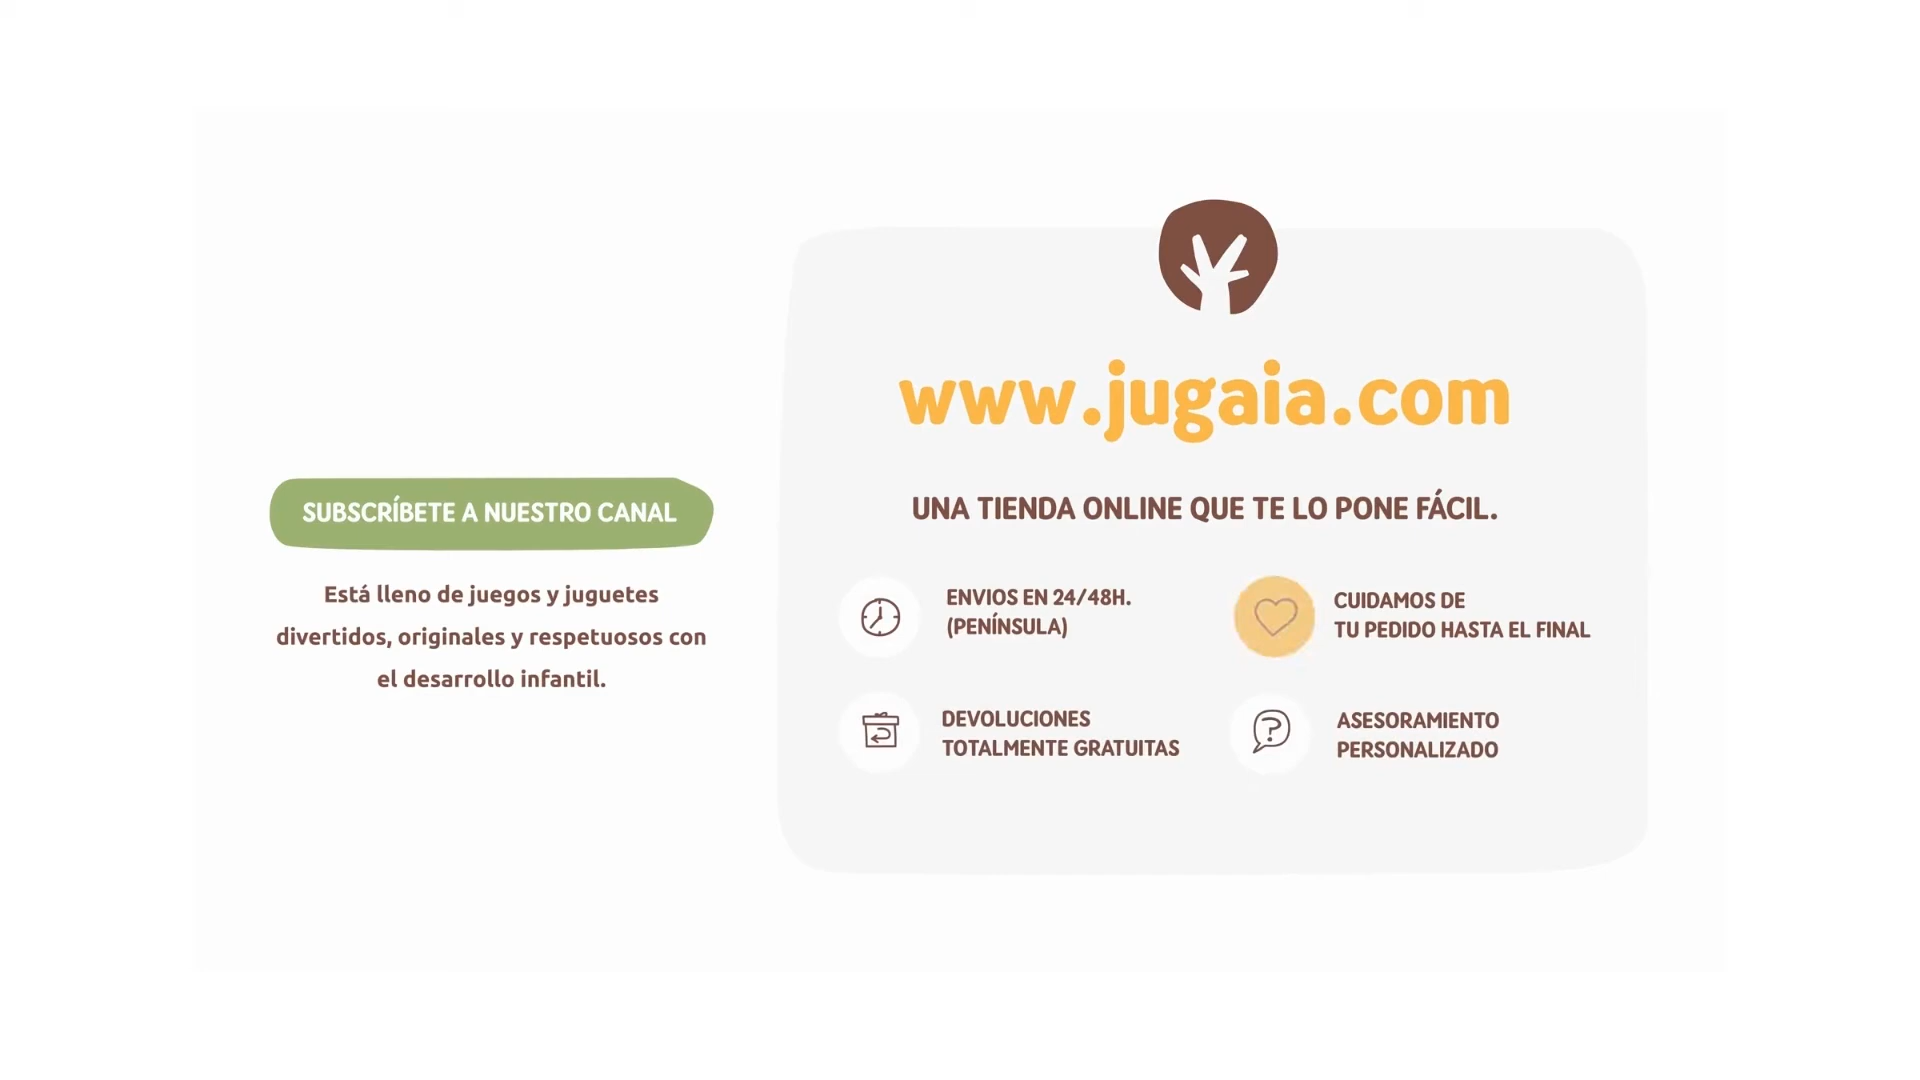 SUBSCRÍBETE A NUESTRO CANAL
Está lleno de juegos y juguetes
divertidos, originales y respetuosos con
el desarrollo infantil.
www.jugaia.com
UNA TIENDA ONLINE QUE TE LO PONE FÁCIL.
ENVIOS EN 24/48H.
(PENÍNSULA)
CUIDAMOS DE
TU PEDIDO HASTA EL FINAL
DEVOLUCIONES
TOTALMENTE GRATUITAS
ASESORAMIENTO
PERSONALIZADO